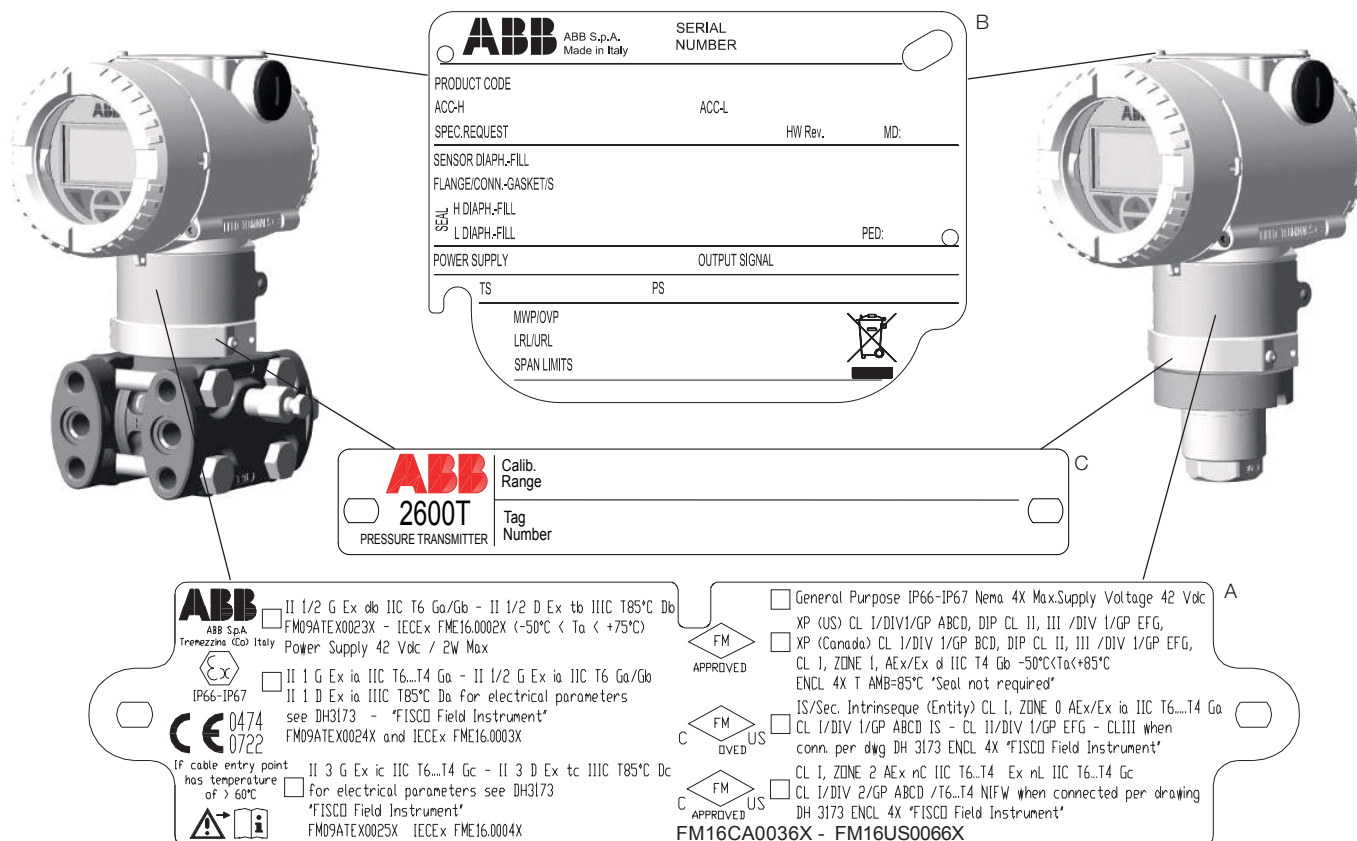 B
ABB
ABB S.p.A.
Made in Italy
SERIAL
NUMBER
PRODUCT CODE
ACC-H ACC-L
SPEC.REQUEST HW Rev. MD:
SENSOR DIAPH.-FILL
FLANGE/CONN.-GASKET/S
SEAL
H DIAPH.-FILL
L DIAPH.-FILL PED:
POWER SUPPLY OUTPUT SIGNAL
TS PS
MWP/OVP
LRL/URL
SPAN LIMITS
C
ABB
2600T
PRESSURE TRANSMITTER
Calib.
Range
Tag
Number
A
ABB
ABB S.p.A.
Tremezzina (Co) Italy
Ex
IP66-IP67
CE 0474
0722
If cable entry point
has temperature
of > 60°C
II 1/2 G Ex db IIC T6 Ga/Gb - II 1/2 D Ex tb IIIC T85°C Db
FM09ATEX0023X - IECEx FME16.0002X (-50°C < Ta < +75°C)
Power Supply 42 Vdc / 2W Max
II 1 G Ex ia IIC T6...T4 Ga - II 1/2 G Ex ia IIC T6 Ga/Gb
II 1 D Ex ia IIIC T85°C Da for electrical parameters
see DH3173 - "FISCO Field Instrument"
FM09ATEX0024X and IECEx FME16.0003X
II 3 G Ex ic IIC T6....T4 Gc - II 3 D Ex tc IIIC T85°C Dc
for electrical parameters see DH3173
"FISCO Field Instrument"
FM09ATEX0025X IECEx FME16.0004X
General Purpose IP66-IP67 Nema 4X Max.Supply Voltage 42 Vdc
FM
APPROVED
XP (US) CL I/DIV1/GP ABCD, DIP CL II, III /DIV 1/GP EFG,
XP (Canada) CL I/DIV 1/GP BCD, DIP CL II, III /DIV 1/GP EFG,
CL I, ZONE 1, AEx/Ex d IIC T4 Gb -50°C<Ta<+85°C
ENCL 4X T AMB=85°C "Seal not required"
C FM US
OVED
IS/Sec. Intrinseque (Entity) CL I, ZONE 0 AEx/Ex ia IIC T6.....T4 Ga
CL I/DIV 1/GP ABCD IS - CL II/DIV 1/GP EFG - CLIII when
conn. per dwg DH 3173 ENCL 4X "FISCO Field Instrument"
C FM US
APPROVED
CL I, ZONE 2 AEx nC IIC T6...T4 Ex nL IIC T6...T4 Gc
CL I/DIV 2/GP ABCD /T6...T4 NIFW when connected per drawing
DH 3173 ENCL 4X "FISCO Field Instrument"
FM16CA0036X - FM16US0066X